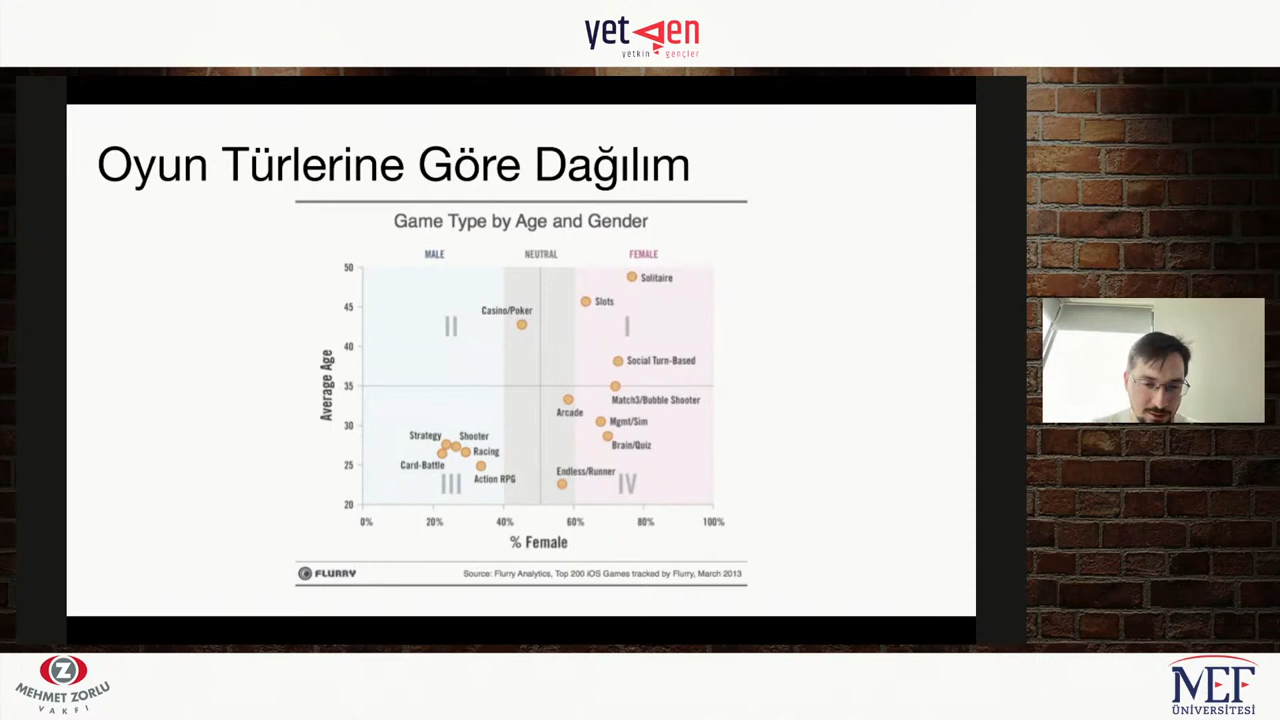 yetgen
yetkin gençler
Oyun Türlerine Göre Dağılım
Game Type by Age and Gender
MALE NEUTRAL FEMALE
50
45
40
35
30
25
20
Average Age
II
I
III
IV
Solitaire
Slots
Casino/Poker
Social Turn-Based
Match3/Bubble Shooter
Arcade
Mgmt/Sim
Brain/Quiz
Strategy
Shooter
Racing
Card-Battle
Action RPG
Endless/Runner
0% 20% 40% 60% 80% 100%
% Female
FLURRY
Source: Flurry Analytics, Top 200 iOS Games tracked by Flurry, March 2013
Z
MEHMET ZORLU
VAKFI
MEF
ÜNİVERSİTESİ